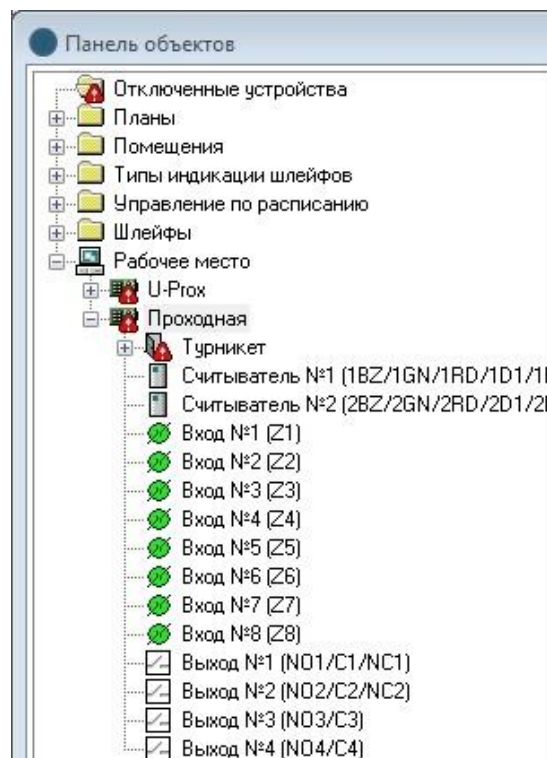 Панель объектов
Отключенные устройства
Планы
Помещения
Типы индикации шлейфов
Управление по расписанию
Шлейфы
Рабочее место
U-Prox
Проходная
Турникет
Считыватель №1 (1BZ/1GN/1RD/1D1/1
Считыватель №2 (2BZ/2GN/2RD/2D1/2
Вход №1 (Z1)
Вход №2 (Z2)
Вход №3 (Z3)
Вход №4 (Z4)
Вход №5 (Z5)
Вход №6 (Z6)
Вход №7 (Z7)
Вход №8 (Z8)
Выход №1 (NO1/C1/NC1)
Выход №2 (NO2/C2/NC2)
Выход №3 (NO3/C3)
Выход №4 (NO4/C4)